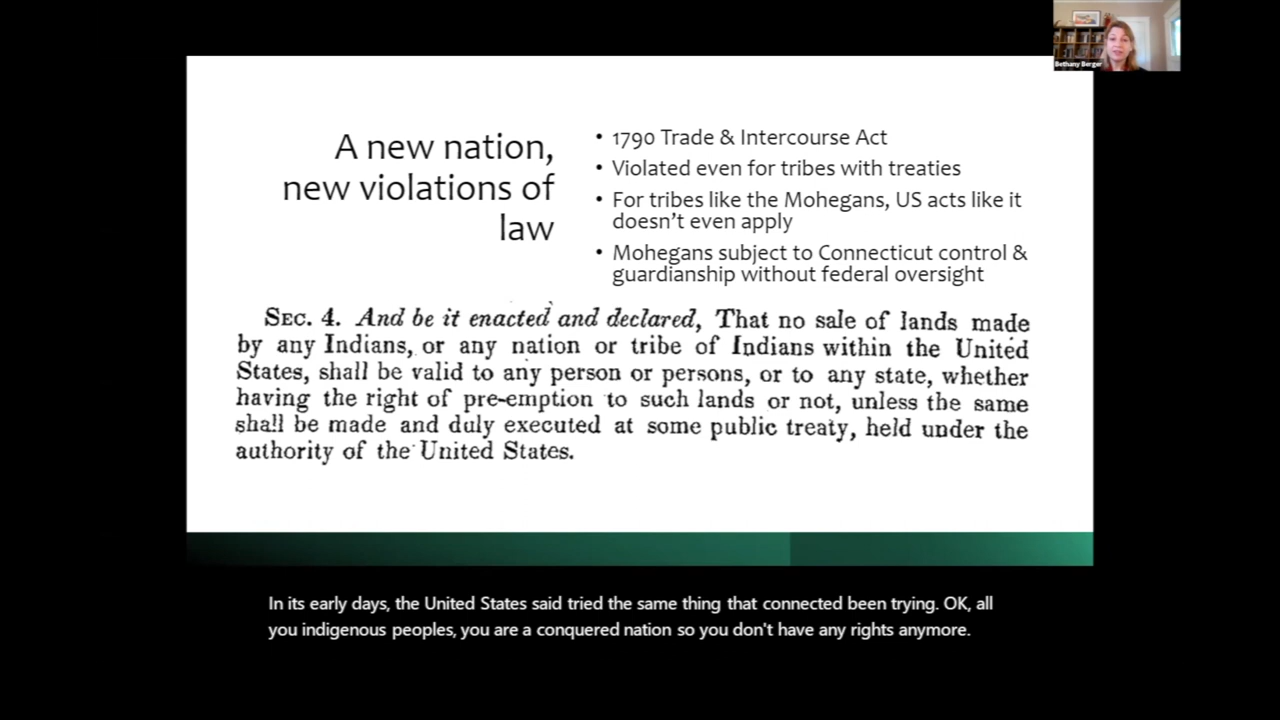 Bethany Berger
A new nation,
new violations of
law
• 1790 Trade & Intercourse Act
• Violated even for tribes with treaties
• For tribes like the Mohegans, US acts like it
doesn't even apply
• Mohegans subject to Connecticut control &
guardianship without federal oversight
SEC. 4. And be it enacted and declared, That no sale of lands made
by any Indians, or any nation or tribe of Indians within the United
States, shall be valid to any person or persons, or to any state, whether
having the right of pre-emption to such lands or not, unless the same
shall be made and duly executed at some public treaty, held under the
authority of the United States.
In its early days, the United States said tried the same thing that connected been trying. OK, all
you indigenous peoples, you are a conquered nation so you don't have any rights anymore.